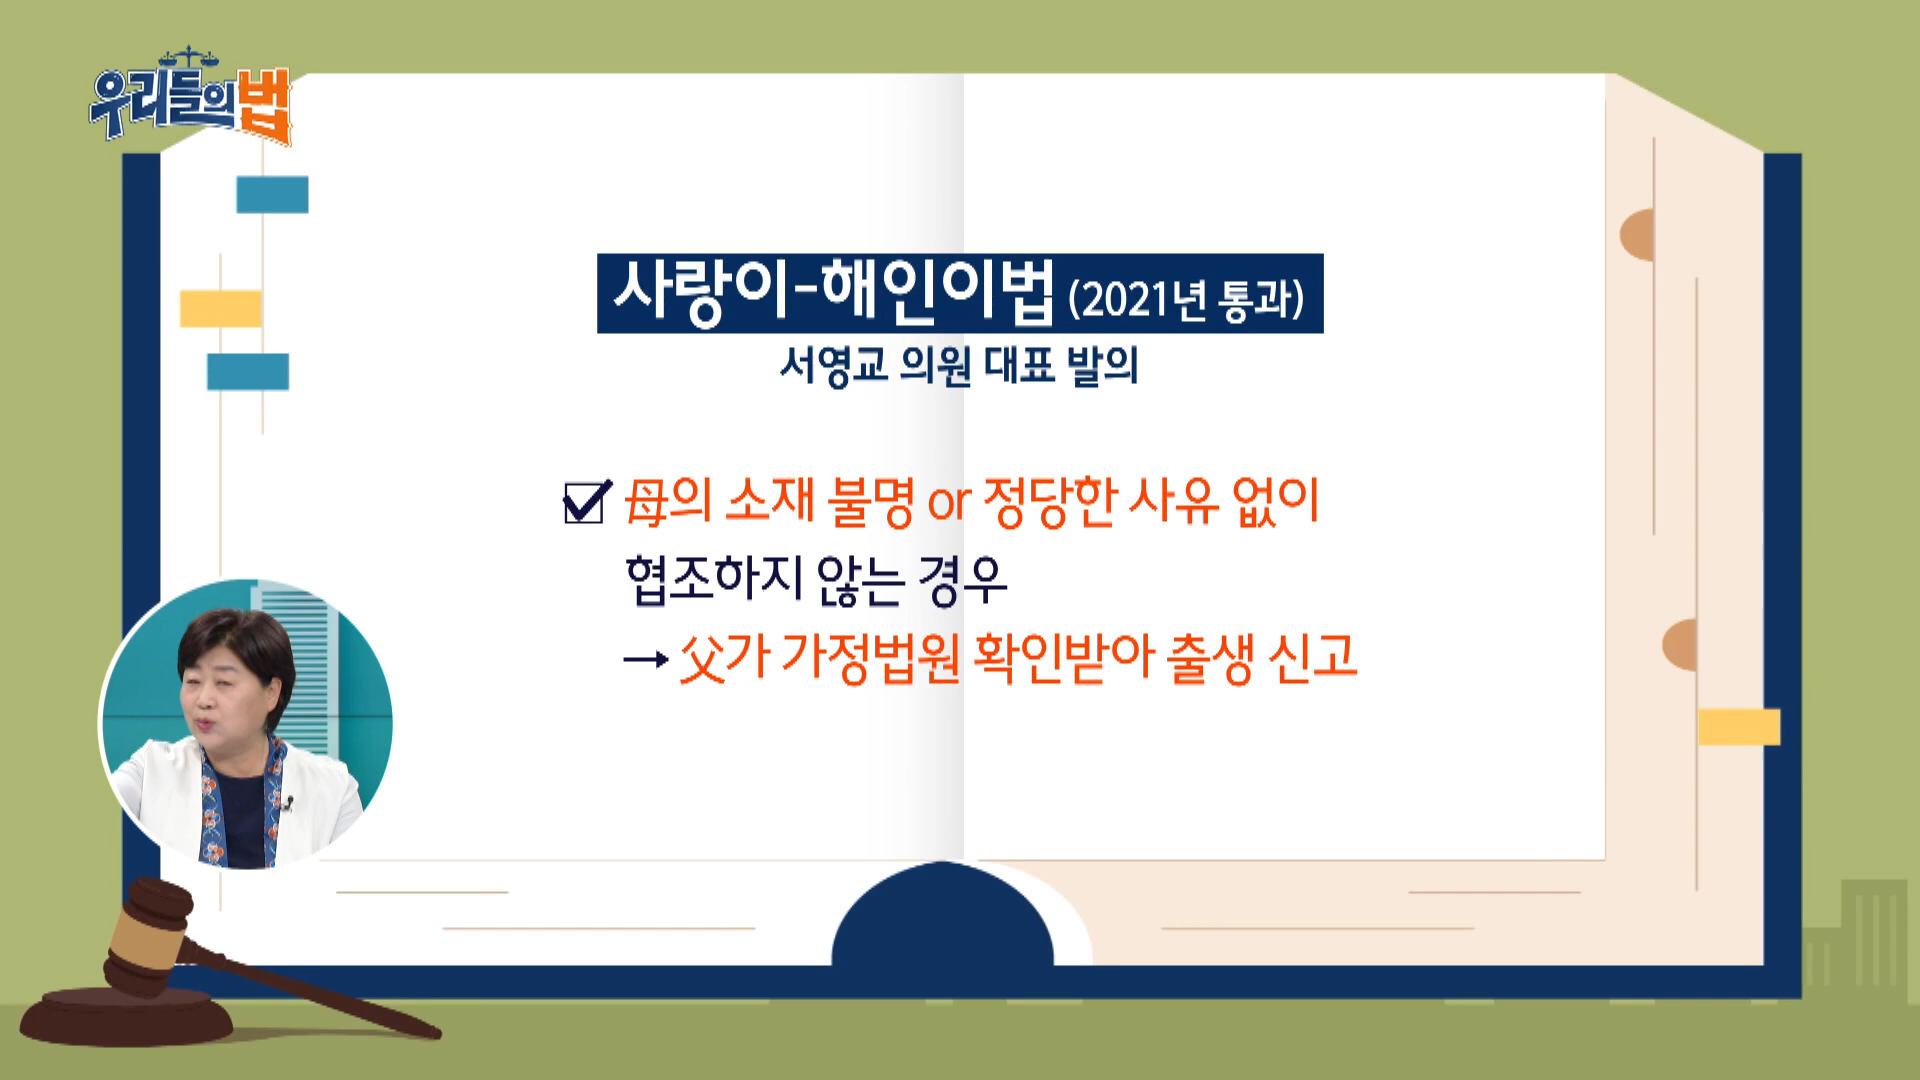 우리들의법
사랑이-해인이법 (2021년 통과)
서영교 의원 대표 발의
母의 소재 불명 or 정당한 사유 없이
협조하지 않는 경우
→ 父가 가정법원 확인받아 출생 신고